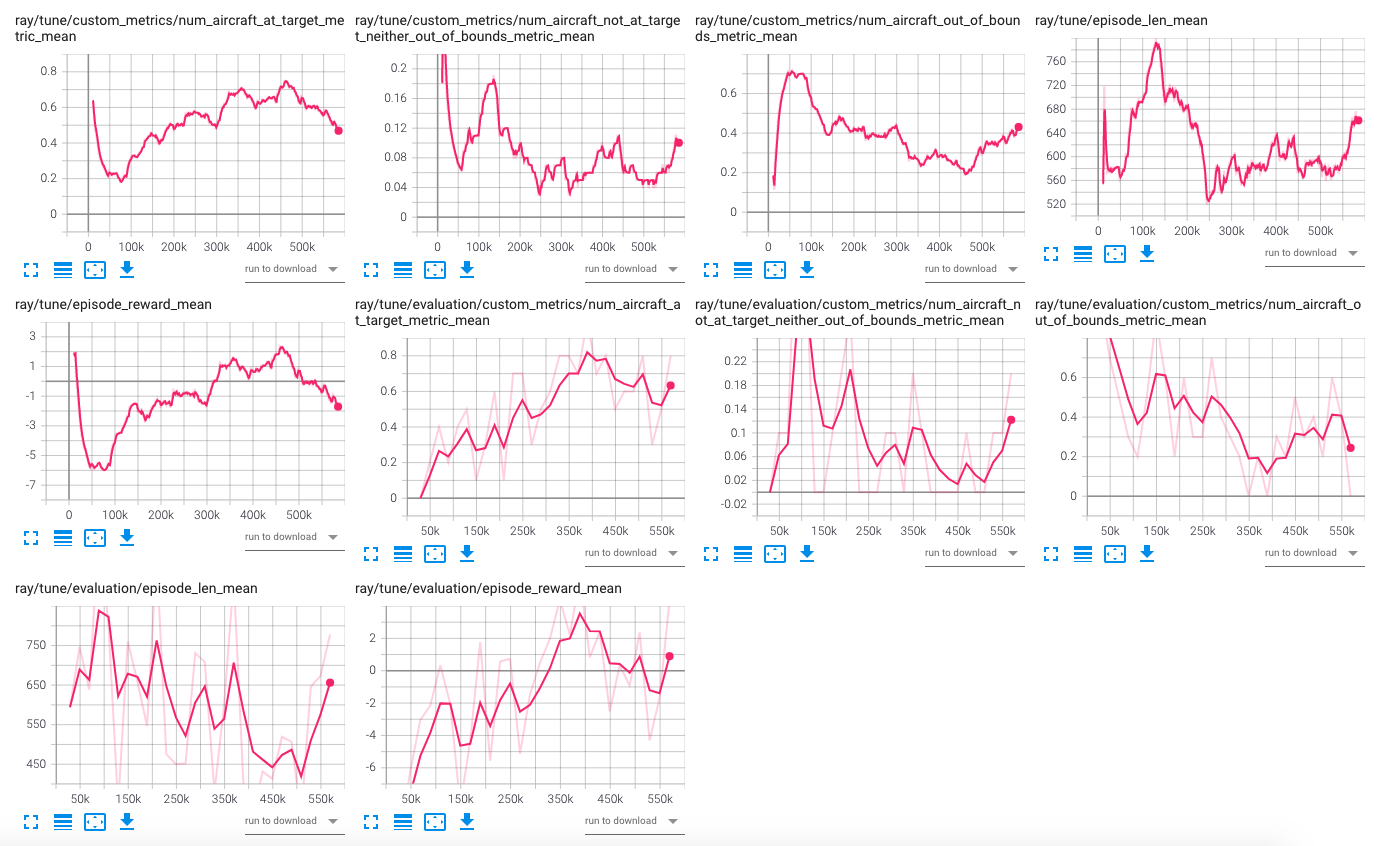 ray/tune/custom_metrics/num_aircraft_at_target_me
tric_mean
0.8
0.6
0.4
0.2
0
0 100k 200k 300k 400k 500k
run to download
ray/tune/custom_metrics/num_aircraft_not_at_targe
t_neither_out_of_bounds_metric_mean
0.2
0.16
0.12
0.08
0.04
0
0 100k 200k 300k 400k 500k
run to download
ray/tune/custom_metrics/num_aircraft_out_of_boun
ds_metric_mean
0.6
0.4
0.2
0
0 100k 200k 300k 400k 500k
run to download
ray/tune/episode_len_mean
760
720
680
640
600
560
520
0 100k 200k 300k 400k 500k
run to download
ray/tune/episode_reward_mean
3
1
-1
-3
-5
-7
0 100k 200k 300k 400k 500k
run to download
ray/tune/evaluation/custom_metrics/num_aircraft_a
t_target_metric_mean
0.8
0.6
0.4
0.2
0
50k 150k 250k 350k 450k 550k
run to download
ray/tune/evaluation/custom_metrics/num_aircraft_n
ot_at_target_neither_out_of_bounds_metric_mean
0.22
0.18
0.14
0.1
0.06
0.02
-0.02
50k 150k 250k 350k 450k 550k
run to download
ray/tune/evaluation/custom_metrics/num_aircraft_o
ut_of_bounds_metric_mean
0.6
0.4
0.2
0
50k 150k 250k 350k 450k 550k
run to download
ray/tune/evaluation/episode_len_mean
750
650
550
450
50k 150k 250k 350k 450k 550k
run to download
ray/tune/evaluation/episode_reward_mean
2
0
-2
-4
-6
50k 150k 250k 350k 450k 550k
run to download